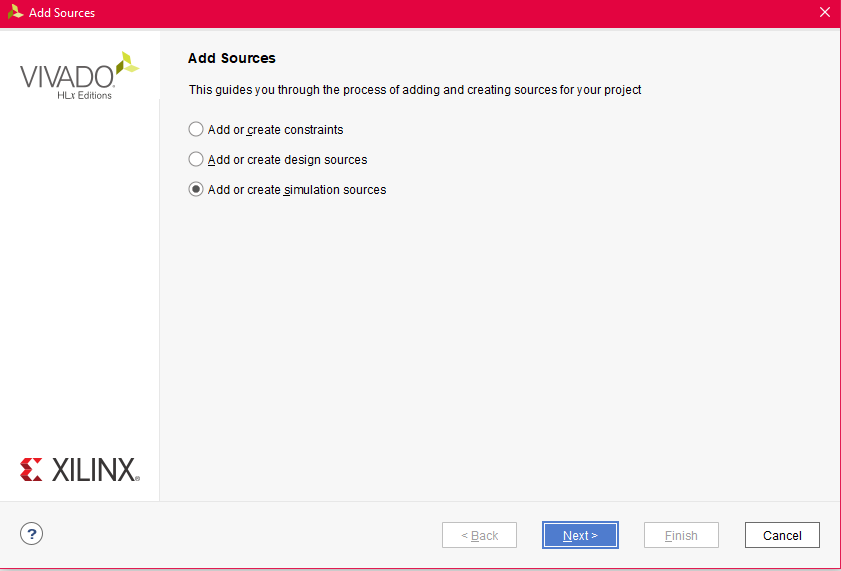 Add Sources
VIVADO
HLx Editions
Add Sources
This guides you through the process of adding and creating sources for your project
Add or create constraints
Add or create design sources
Add or create simulation sources
XILINX
?
< Back
Next >
Finish
Cancel